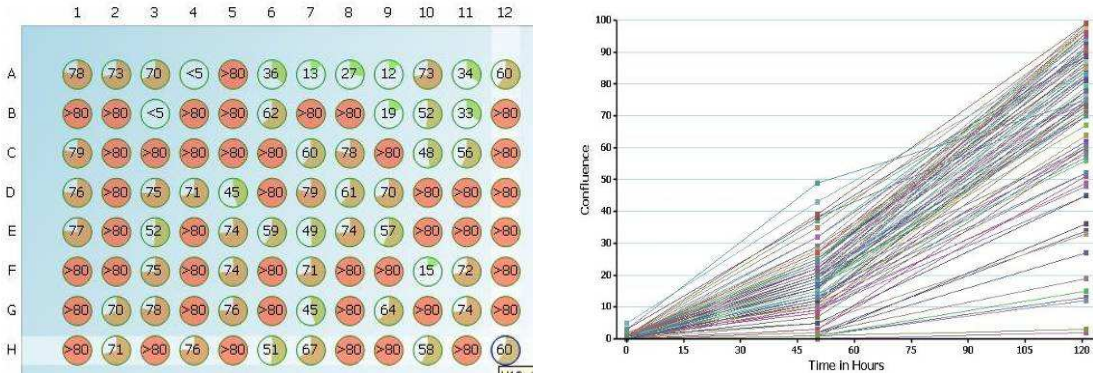 1 2 3 4 5 6 7 8 9 10 11 12
A 78 73 70 <5 >80 36 13 27 12 73 34 60
B >80 >80 <5 >80 >80 62 >80 >80 19 52 33 >80
C 79 >80 >80 >80 >80 >80 60 78 >80 48 56 >80
D 76 >80 75 71 45 >80 79 61 70 >80 >80 >80
E 77 >80 52 >80 74 59 49 74 57 >80 >80 >80
F >80 >80 75 >80 74 >80 71 >80 >80 15 72 >80
G >80 70 78 >80 76 >80 45 >80 64 >80 74 >80
H >80 71 >80 76 >80 51 67 >80 >80 58 >80 60
100
90
80
70
60
50
40
30
20
10
0
Confluence
0 15 30 45 60 75 90 105 120
Time in Hours